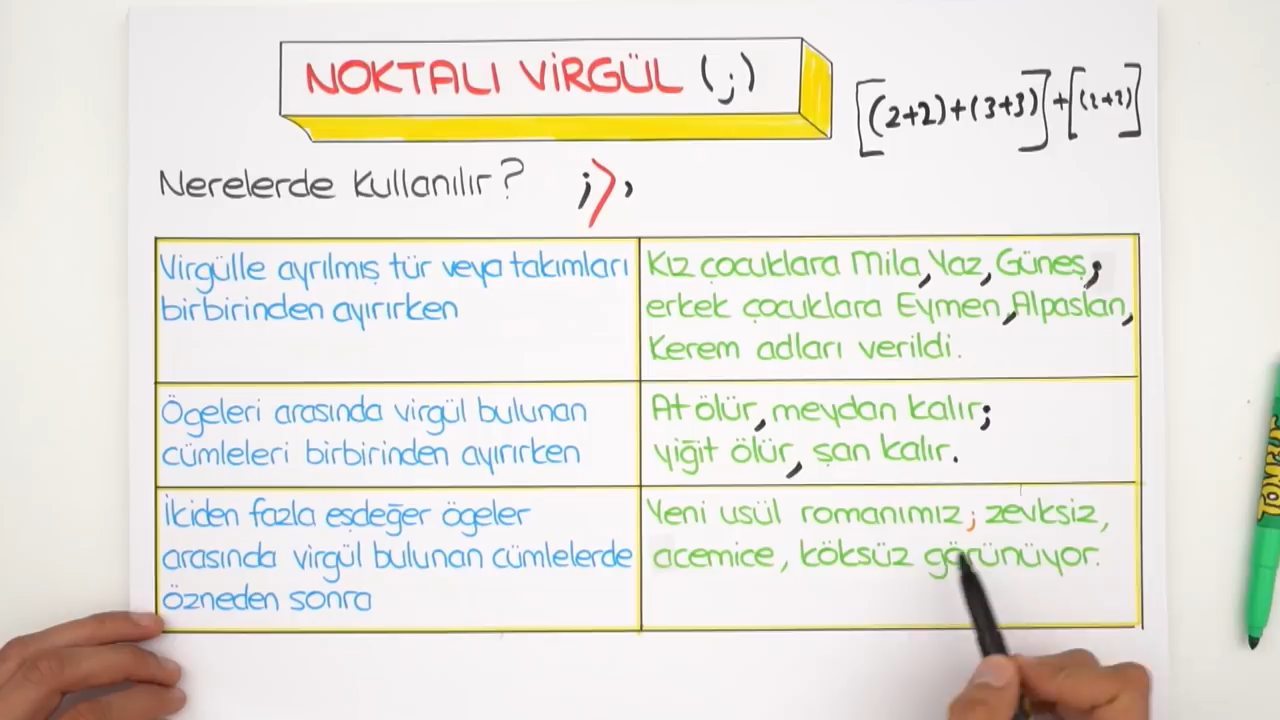 NOKTALI VİRGÜL (;)
[(2+2)+(3+3)]+[(2+2)]
Nerelerde Kullanılır? ;>,
Virgülle ayrılmış tür veya takımları
birbirinden ayırırken
Kız çocuklara Mila, Yaz, Güneş;
erkek çocuklara Eymen, Alpaslan,
Kerem adları verildi.
Ögeleri arasında virgül bulunan
cümleleri birbirinden ayırırken
At ölür, meydan kalır;
yiğit ölür, şan kalır.
İkiden fazla eşdeğer ögeler
arasında virgül bulunan cümlelerde
özneden sonra
Yeni usül romanımız; zevksiz,
acemice, köksüz görünüyor.